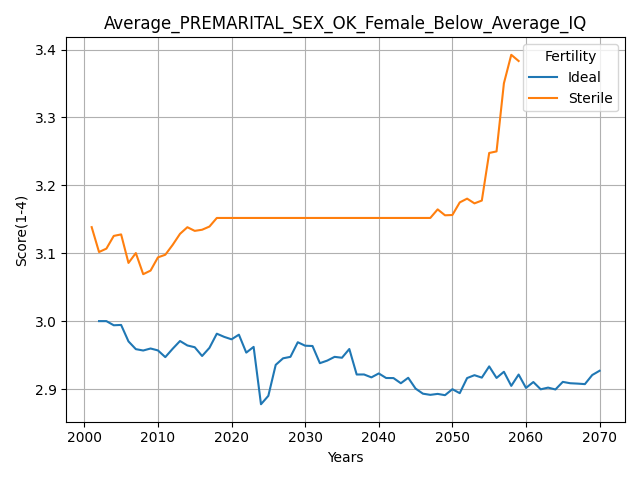 Average_PREMARITAL_SEX_OK_Female_Below_Average_IQ
Fertility
Ideal
Sterile
Score(1-4)
3.4
3.3
3.2
3.1
3.0
2.9
2000 2010 2020 2030 2040 2050 2060 2070
Years